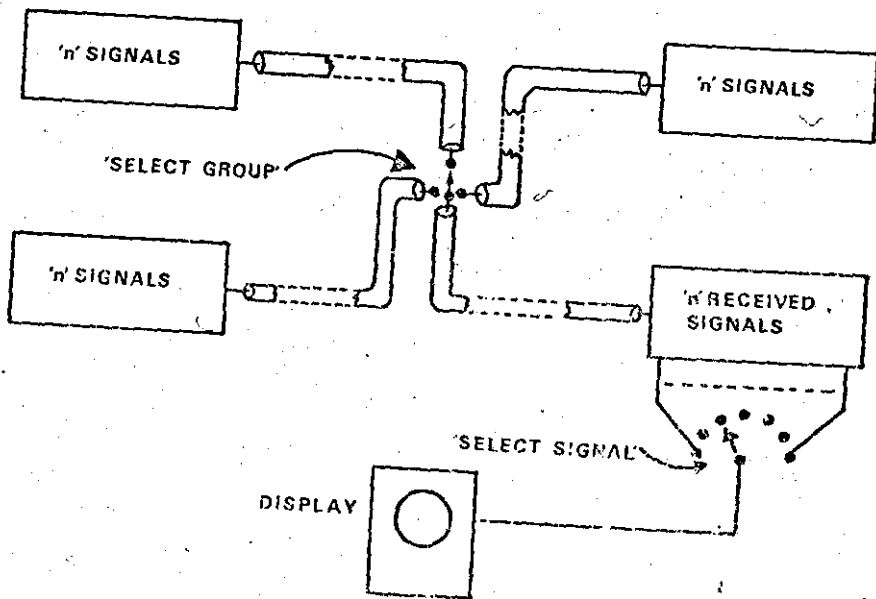 'n' SIGNALS
'n' SIGNALS
'SELECT GROUP'
'n' SIGNALS
'n' RECEIVED
SIGNALS
'SELECT SIGNAL'
DISPLAY